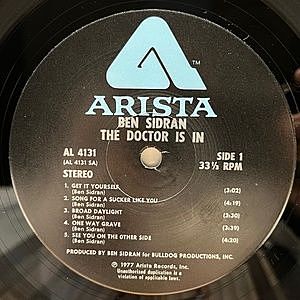 TM
ARISTA
BEN SIDRAN
THE DOCTOR IS IN
AL 4131
(AL 4131 SA)
STEREO
SIDE 1
33⅓ RPM
1. GET IT YOURSELF (3:02)
(Ben Sidran)
2. SONG FOR A SUCKER LIKE YOU (4:19)
(Ben Sidran)
3. BROAD DAYLIGHT (3:30)
(Ben Sidran)
4. ONE WAY GRAVE (3:39)
(Ben Sidran)
5. SEE YOU ON THE OTHER SIDE (4:20)
(Ben Sidran)
PRODUCED BY BEN SIDRAN for BULLDOG PRODUCTIONS, INC.
℗ 1977 Arista Records, Inc.
Unauthorized duplication is a
violation of applicable laws.